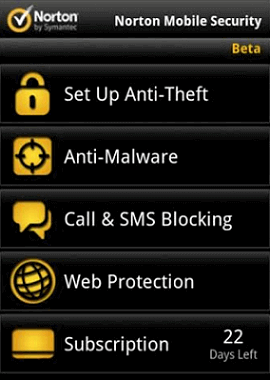 Norton
by Symantec
Norton Mobile Security
Beta
Set Up Anti-Theft
Anti-Malware
Call & SMS Blocking
Web Protection
Subscription
22
Days Left